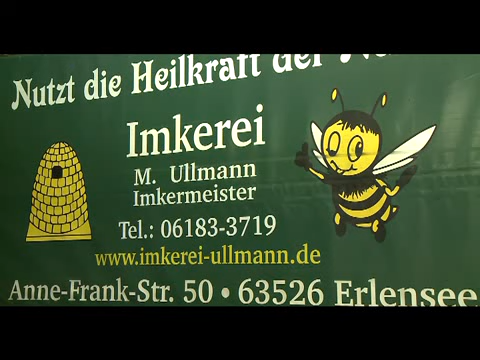 Nutzt die Heilkraft der
Imkerei
M. Ullmann
Imkermeister
Tel.: 06183-3719
www.imkerei-ullmann.de
Anne-Frank-Str. 50 • 63526 Erlensee